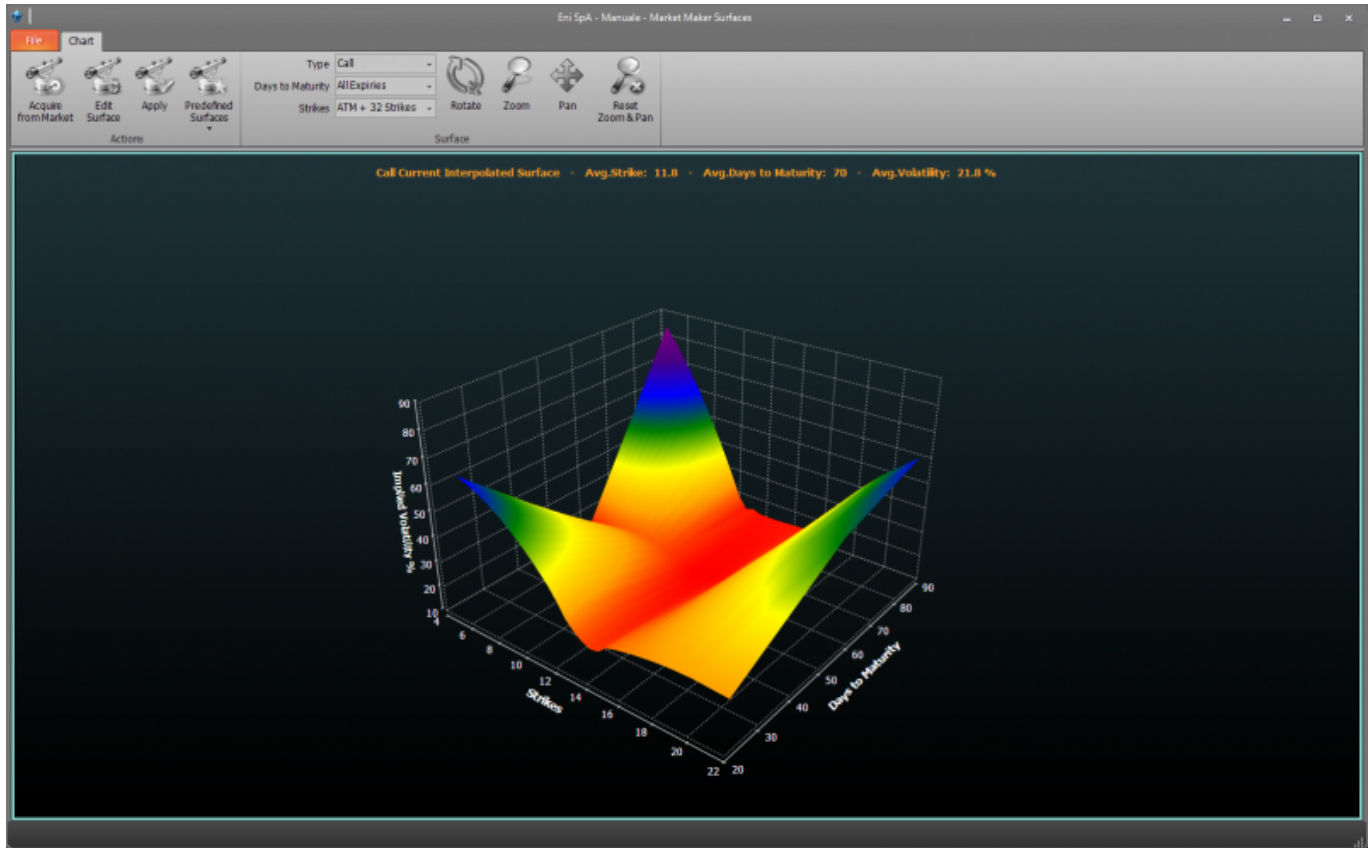 Eni SpA - Manuale - Market Maker Surfaces
File Chart
Type Call
Days to Maturity All Expiries
Strikes ATM + 32 Strikes
Acquire from Market
Edit Surface
Apply
Predefined Surfaces
Rotate
Zoom
Pan
Reset Zoom & Pan
Actions
Surface
Call Current Interpolated Surface - Avg.Strike: 11.8 - Avg.Days to Maturity: 70 - Avg.Volatility: 21.8 %
90
80
70
60
50
40
30
20
10
Implied Volatility %
4
6
8
10
12
14
16
18
20
22
Strikes
20
30
40
50
60
70
80
90
Days to Maturity